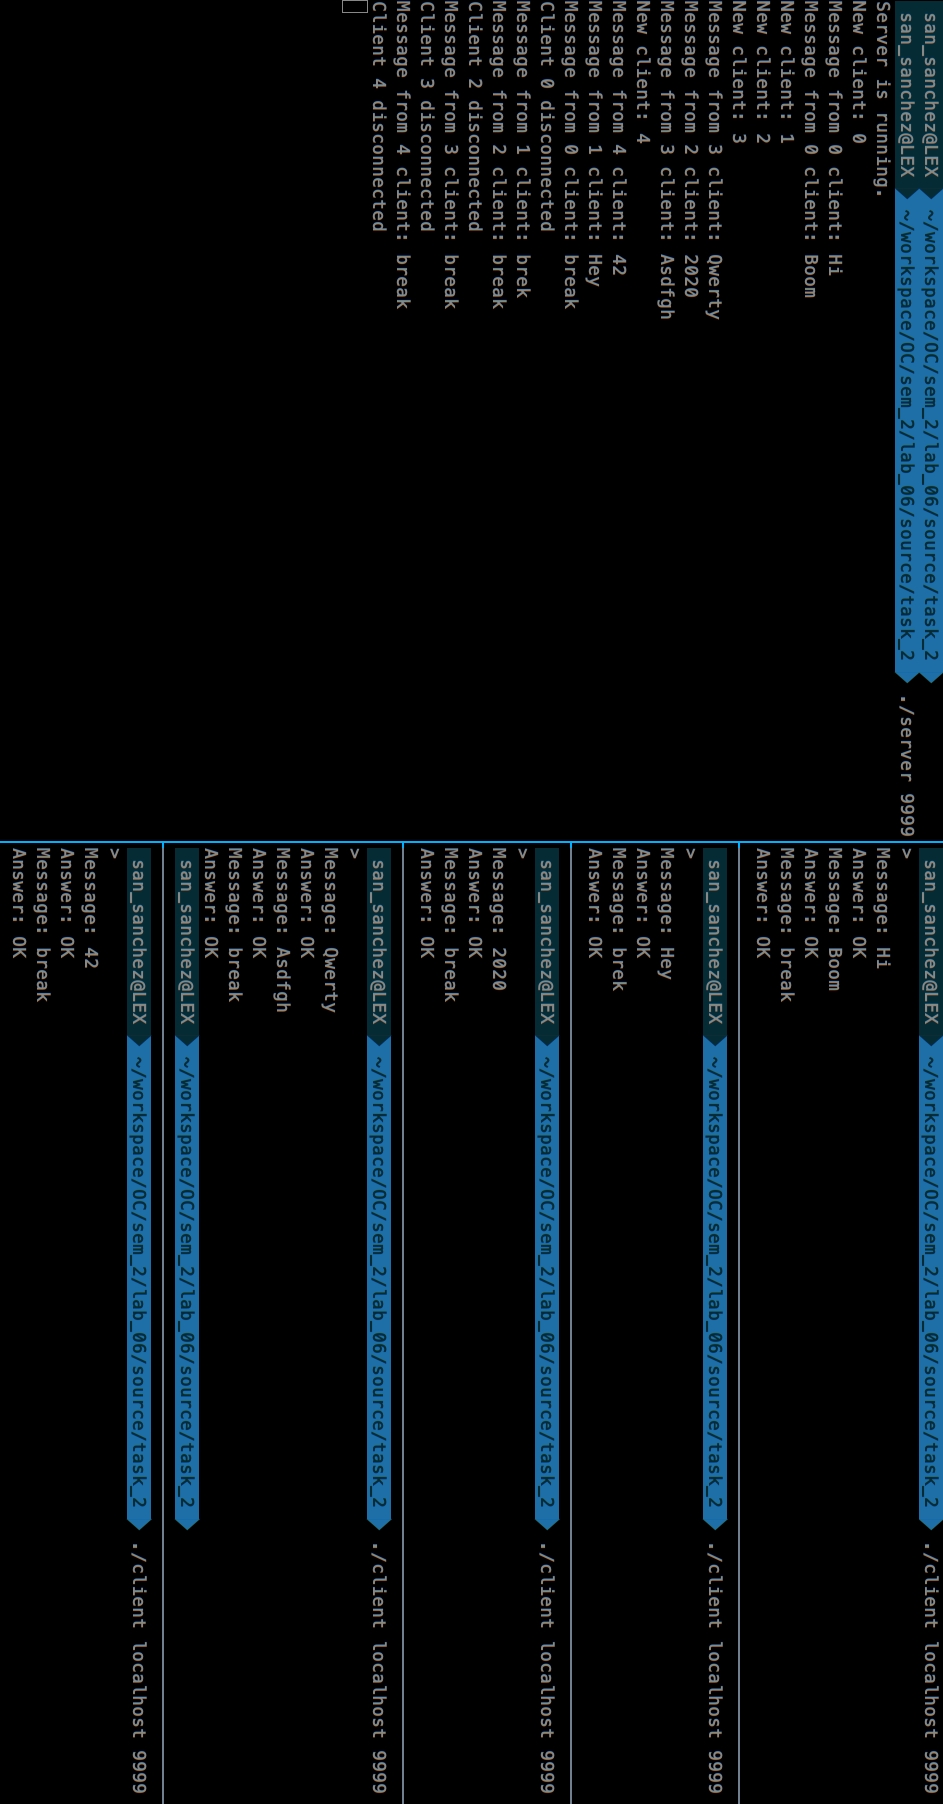 san_sanchez@LEX ~/workspace/OC/sem_2/lab_06/source/task_2
san_sanchez@LEX ~/workspace/OC/sem_2/lab_06/source/task_2 ./server 9999
Server is running.
New client: 0
Message from 0 client: Hi
Message from 0 client: Boom
New client: 1
New client: 2
New client: 3
Message from 3 client: Qwerty
Message from 2 client: 2020
Message from 3 client: Asdfgh
New client: 4
Message from 4 client: 42
Message from 1 client: Hey
Message from 0 client: break
Client 0 disconnected
Message from 1 client: brek
Message from 2 client: break
Client 2 disconnected
Message from 3 client: break
Client 3 disconnected
Message from 4 client: break
Client 4 disconnected
san_sanchez@LEX ~/workspace/OC/sem_2/lab_06/source/task_2 ./client localhost 9999
>
Message: Hi
Answer: OK
Message: Boom
Answer: OK
Message: break
Answer: OK
san_sanchez@LEX ~/workspace/OC/sem_2/lab_06/source/task_2 ./client localhost 9999
>
Message: Hey
Answer: OK
Message: brek
Answer: OK
san_sanchez@LEX ~/workspace/OC/sem_2/lab_06/source/task_2 ./client localhost 9999
>
Message: 2020
Answer: OK
Message: break
Answer: OK
san_sanchez@LEX ~/workspace/OC/sem_2/lab_06/source/task_2 ./client localhost 9999
>
Message: Qwerty
Answer: OK
Message: Asdfgh
Answer: OK
Message: break
Answer: OK
san_sanchez@LEX ~/workspace/OC/sem_2/lab_06/source/task_2
san_sanchez@LEX ~/workspace/OC/sem_2/lab_06/source/task_2 ./client localhost 9999
>
Message: 42
Answer: OK
Message: break
Answer: OK